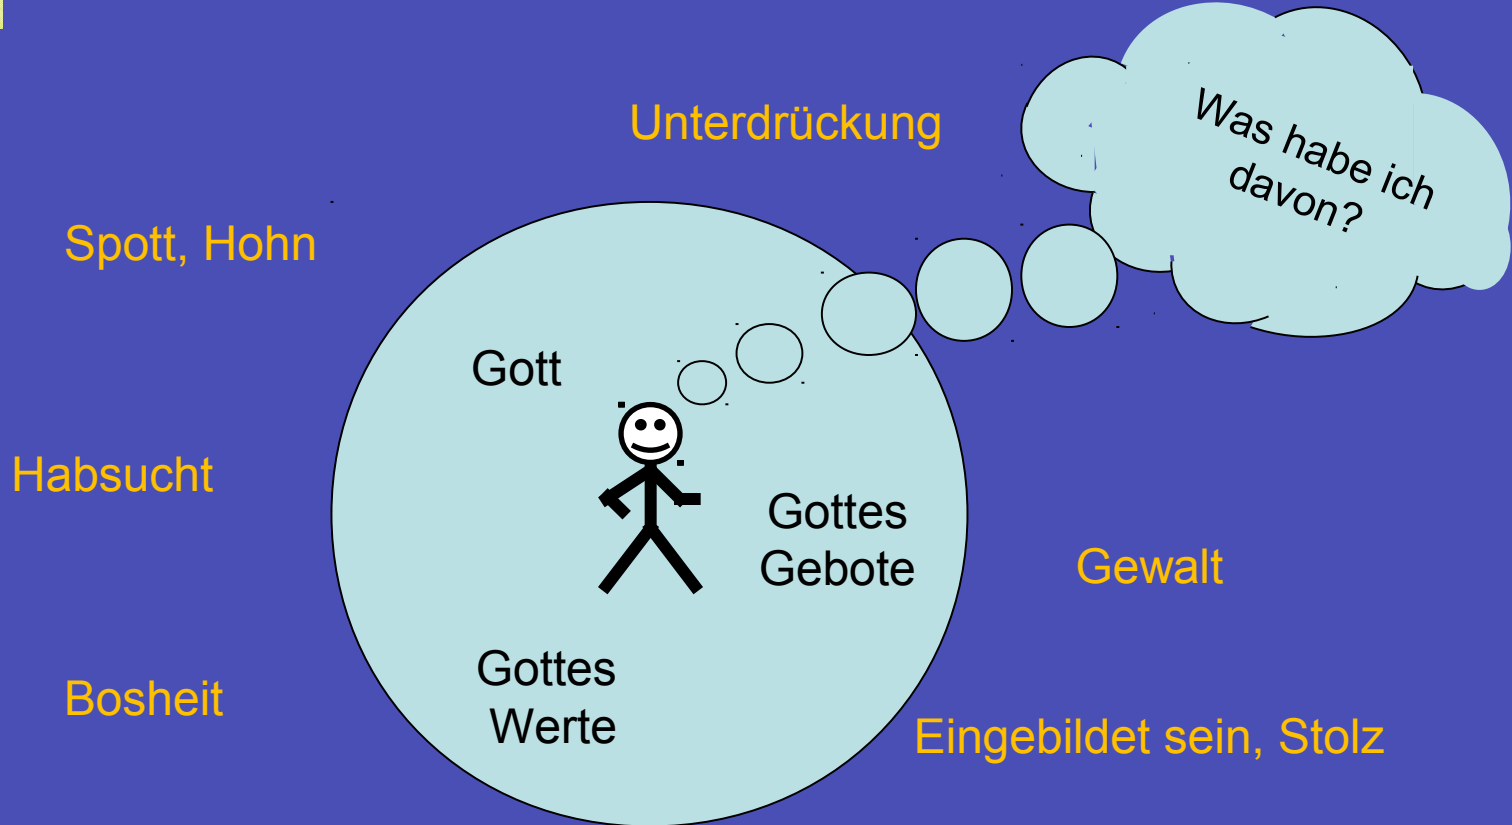 Unterdrückung
Was habe ich
davon?
Spott, Hohn
Gott
Habsucht
Gottes
Gebote
Gewalt
Gottes
Werte
Bosheit
Eingebildet sein, Stolz